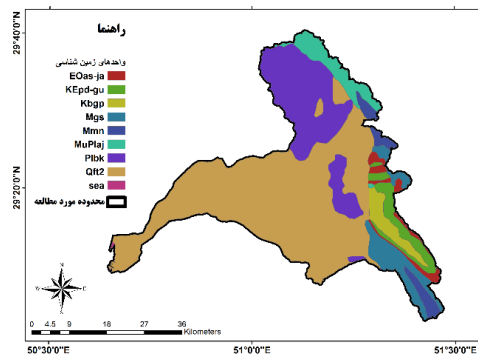 راهنما
واحدهای زمین شناسی
EOas-ja
KEpd-gu
Kbgp
Mgs
Mmn
MuPlaj
Plbk
Qft2
sea
محدوده مورد مطالعه
29°40'0"N
29°20'0"N
N
W E
S
0 4.5 9 18 27 36
Kilometers
50°30'0"E 51°0'0"E 51°30'0"E